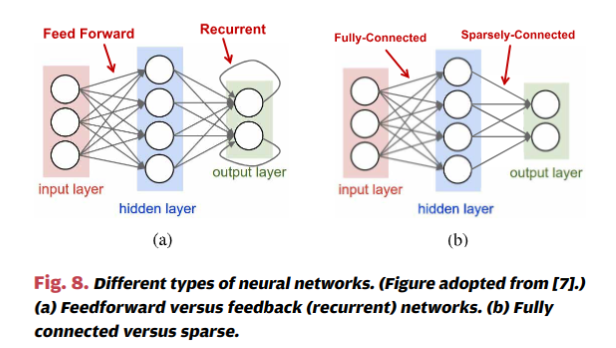 Feed Forward
Recurrent
input layer
hidden layer
output layer
(a)
Fully-Connected
Sparsely-Connected
input layer
hidden layer
output layer
(b)
Fig. 8. Different types of neural networks. (Figure adopted from [7].)
(a) Feedforward versus feedback (recurrent) networks. (b) Fully
connected versus sparse.